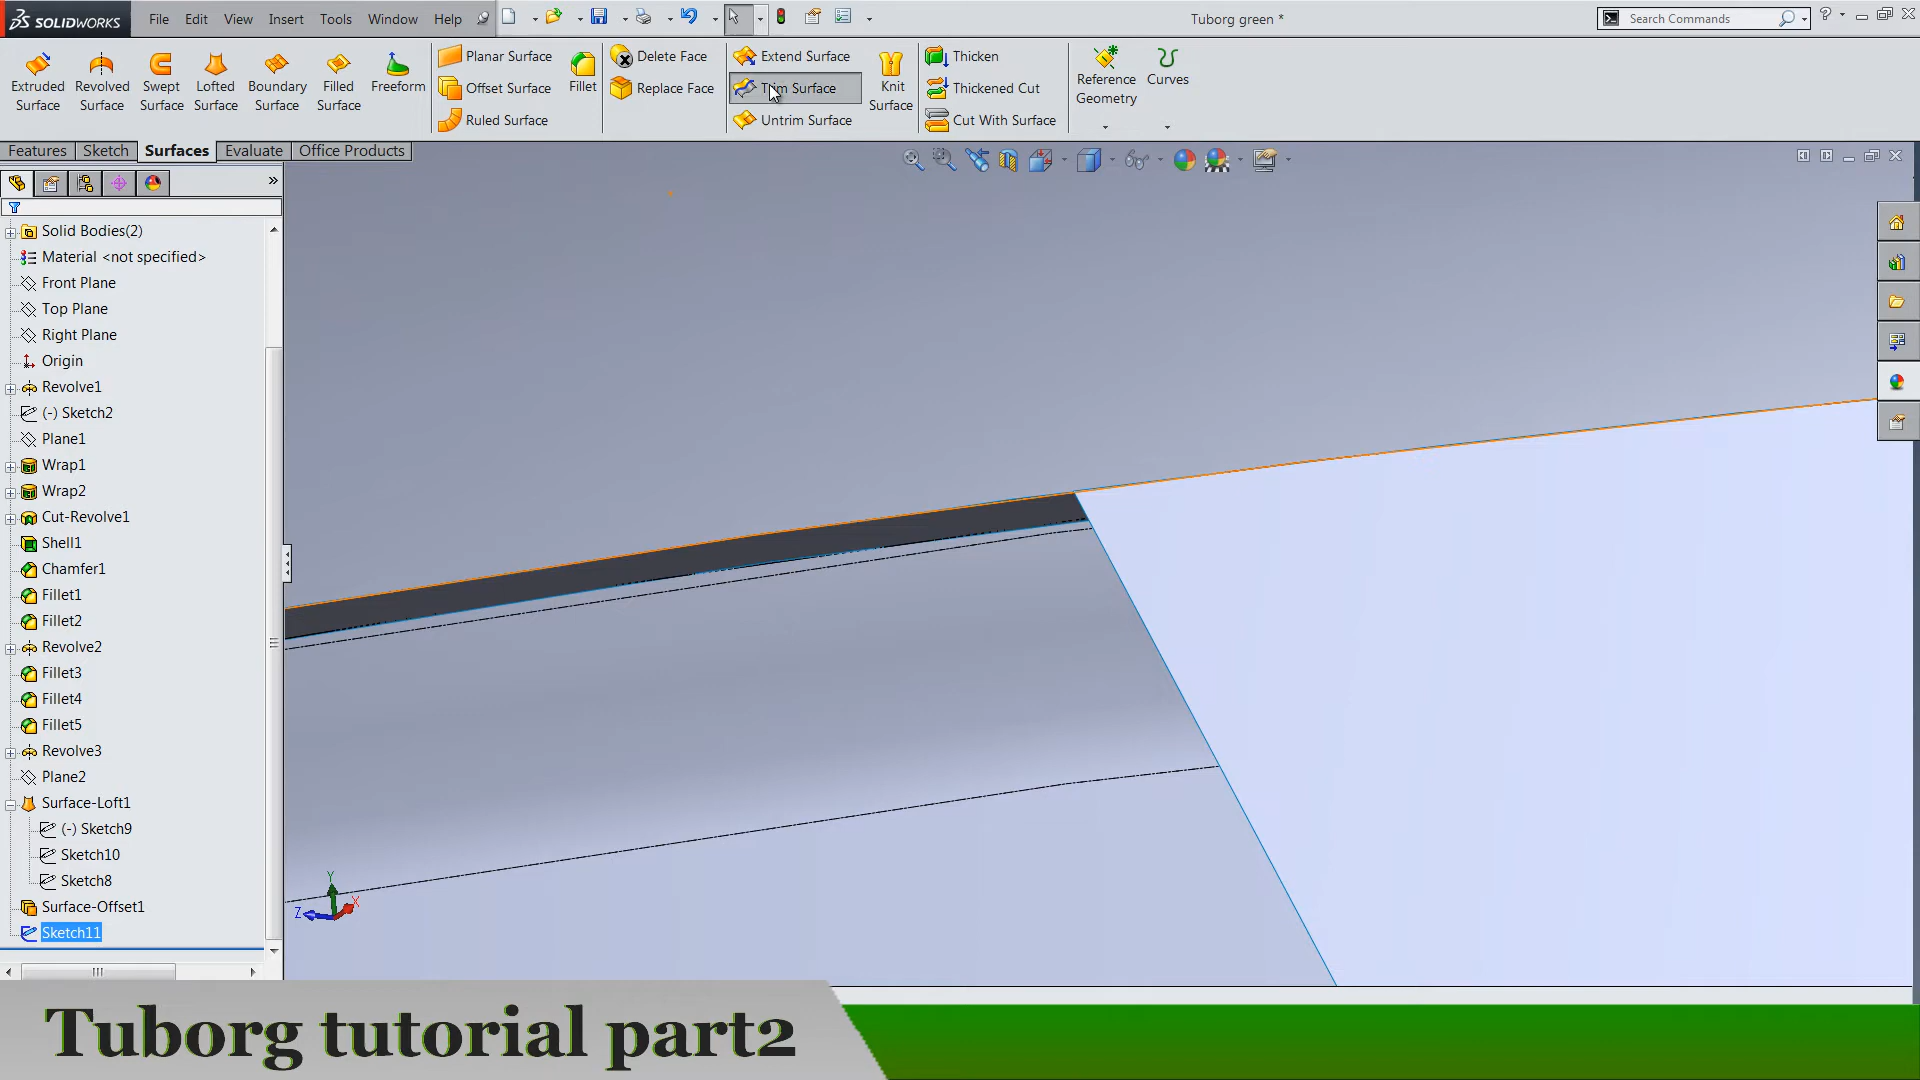 SOLIDWORKS
File Edit View Insert Tools Window Help
Tuborg green *
Search Commands
Extruded Surface
Revolved Surface
Swept Surface
Lofted Surface
Boundary Surface
Filled Surface
Freeform
Planar Surface
Offset Surface
Ruled Surface
Fillet
Delete Face
Replace Face
Extend Surface
Trim Surface
Untrim Surface
Knit Surface
Thicken
Thickened Cut
Cut With Surface
Reference Geometry
Curves
Features Sketch Surfaces Evaluate Office Products
Solid Bodies(2)
Material <not specified>
Front Plane
Top Plane
Right Plane
Origin
Revolve1
(-) Sketch2
Plane1
Wrap1
Wrap2
Cut-Revolve1
Shell1
Chamfer1
Fillet1
Fillet2
Revolve2
Fillet3
Fillet4
Fillet5
Revolve3
Plane2
Surface-Loft1
(-) Sketch9
Sketch10
Sketch8
Surface-Offset1
Sketch11
Y
Z
X
Tuborg tutorial part2